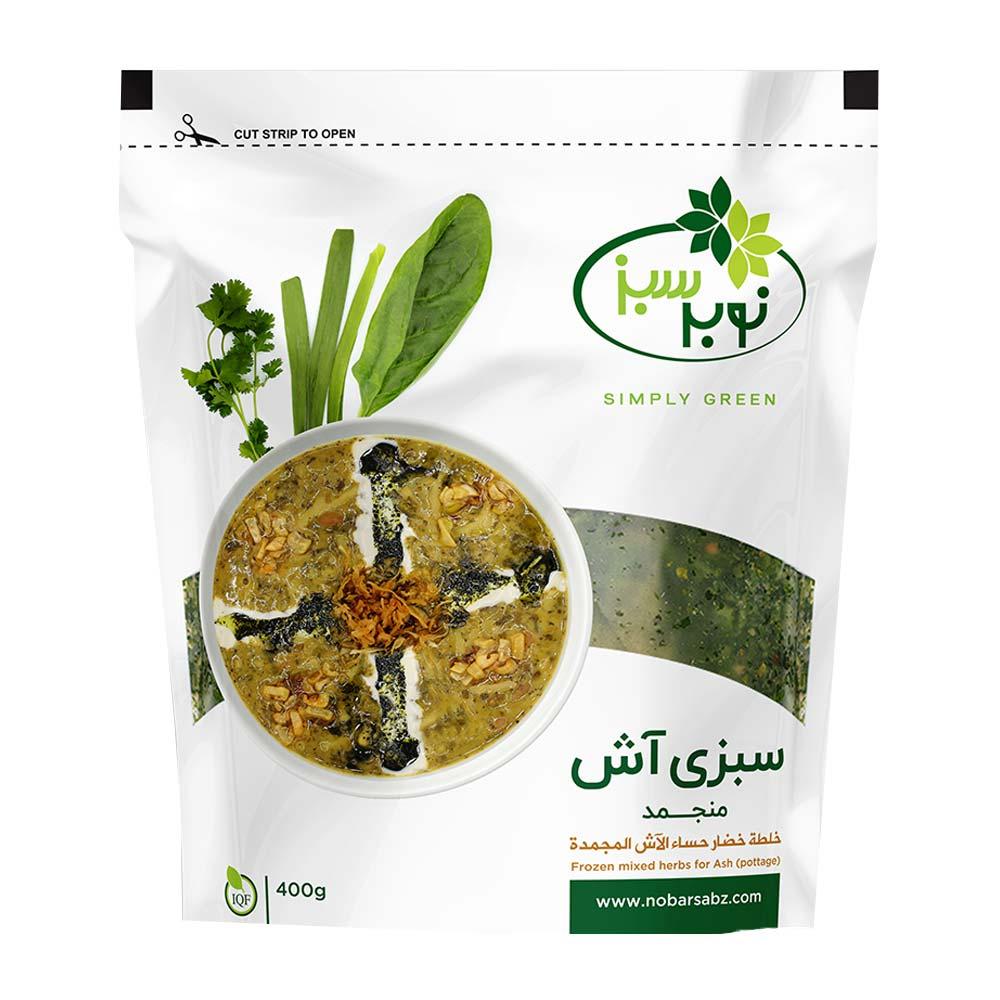 CUT STRIP TO OPEN
نوبر سبز
SIMPLY GREEN
سبزی آش
منجمد
خلطة خضار حساء الآش المجمدة
Frozen mixed herbs for Ash (pottage)
www.nobarsabz.com
IQF
400g